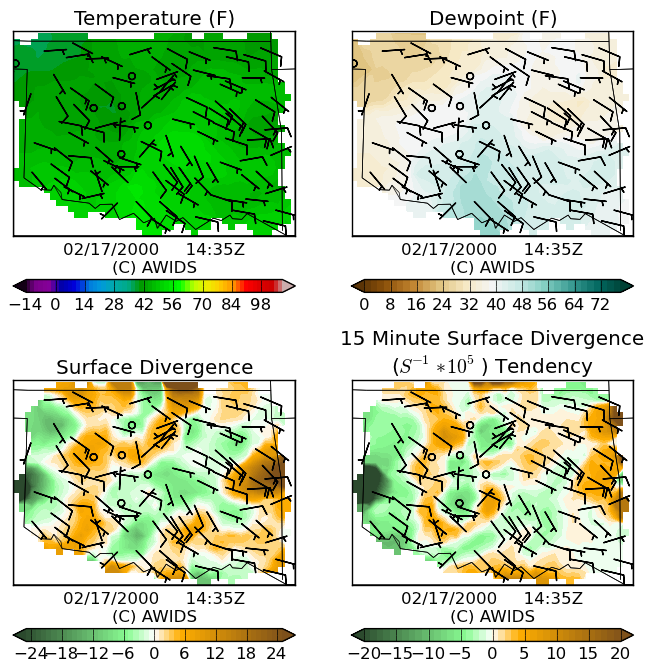 Temperature (F)
Dewpoint (F)
02/17/2000 14:35Z
(C) AWIDS
02/17/2000 14:35Z
(C) AWIDS
−14 0 14 28 42 56 70 84 98
0 8 16 24 32 40 48 56 64 72
Surface Divergence
15 Minute Surface Divergence
(S⁻¹ *10⁵ ) Tendency
02/17/2000 14:35Z
(C) AWIDS
02/17/2000 14:35Z
(C) AWIDS
−24 −18 −12 −6 0 6 12 18 24
−20 −15 −10 −5 0 5 10 15 20